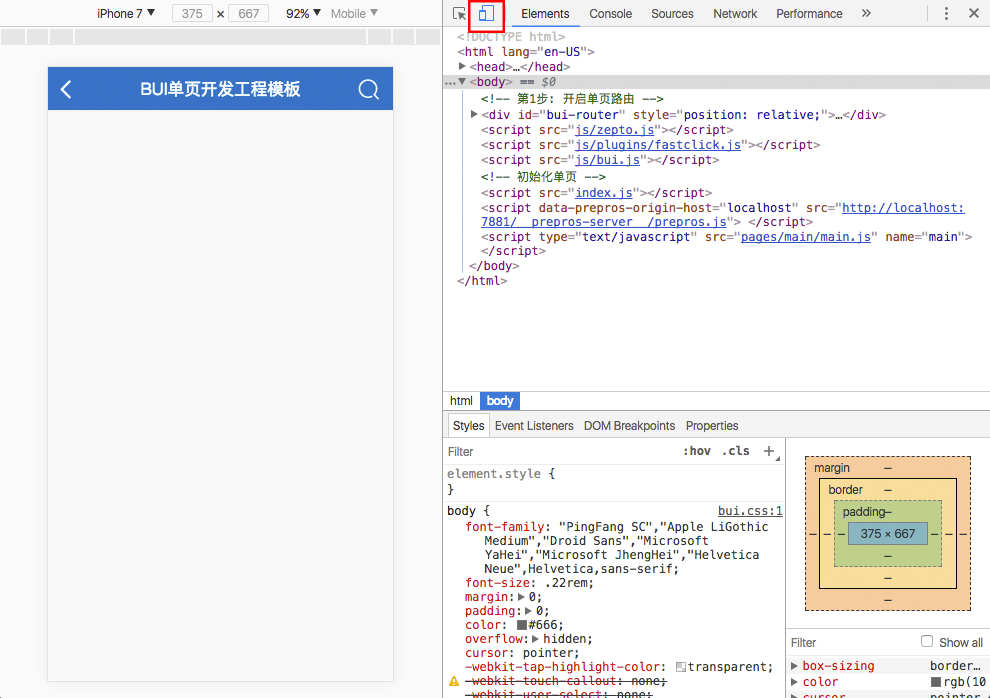 iPhone 7 ▼ 375 × 667 92% ▼ Mobile ▼
BUI单页开发工程模板
Elements Console Sources Network Performance »
<!DOCTYPE html>
<html lang="en-US">
▶<head>…</head>
…▼<body> == $0
<!-- 第1步: 开启单页路由 -->
▶<div id="bui-router" style="position: relative;">…</div>
<script src="js/zepto.js"></script>
<script src="js/plugins/fastclick.js"></script>
<script src="js/bui.js"></script>
<!-- 初始化单页 -->
<script src="index.js"></script>
<script data-prepros-origin-host="localhost" src="http://localhost:
7881/__prepros-server__/prepros.js"> </script>
<script type="text/javascript" src="pages/main/main.js" name="main">
</script>
</body>
</html>
html body
Styles Event Listeners DOM Breakpoints Properties
Filter :hov .cls +
element.style {
}
body { bui.css:1
font-family: "PingFang SC","Apple LiGothic
Medium","Droid Sans","Microsoft
YaHei","Microsoft JhengHei","Helvetica
Neue",Helvetica,sans-serif;
font-size: .22rem;
margin:▶0;
padding:▶0;
color: #666;
overflow:▶hidden;
cursor: pointer;
-webkit-tap-highlight-color: transparent;
-webkit-touch-callout: none;
-webkit-user-select: none;
margin –
border –
padding –
– – – 375 × 667 – – –
–
–
–
Filter Show all
▶box-sizing border…
▶color rgb(10
▶cursor pointer